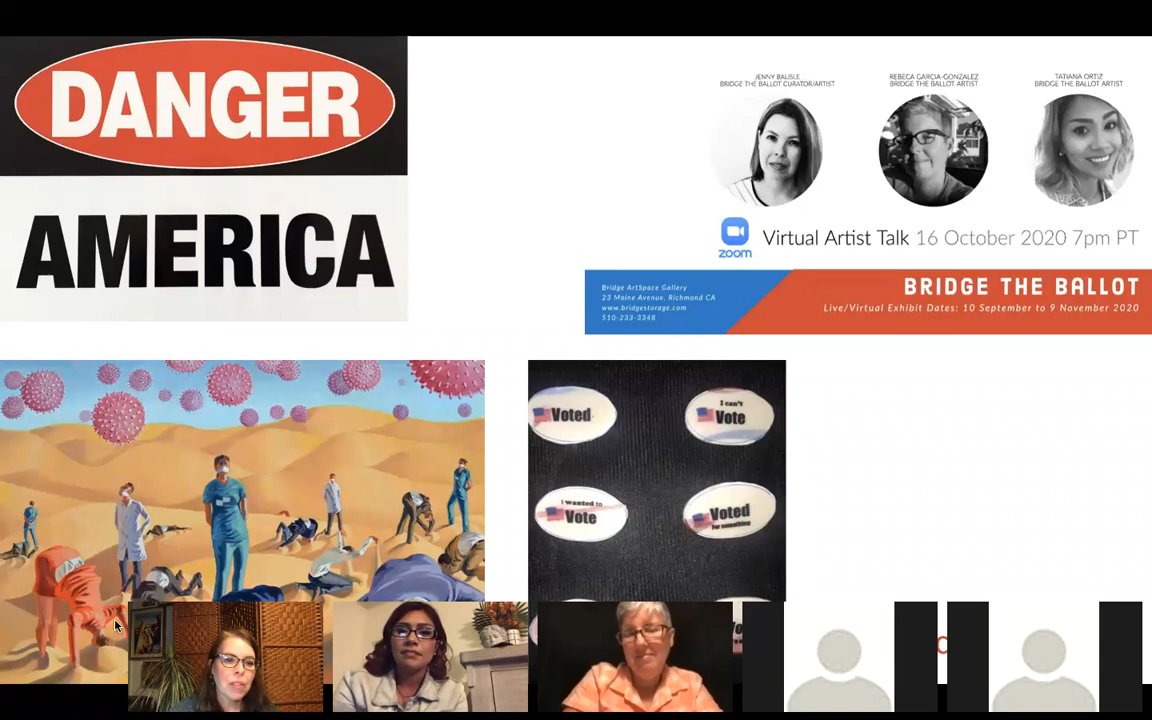 DANGER
AMERICA
JENNY BALISLE
BRIDGE THE BALLOT CURATOR/ARTIST
REBECA GARCIA-GONZALEZ
BRIDGE THE BALLOT ARTIST
TATIANA ORTIZ
BRIDGE THE BALLOT ARTIST
zoom
Virtual Artist Talk 16 October 2020 7pm PT
Bridge ArtSpace Gallery
23 Maine Avenue, Richmond CA
www.bridgestorage.com
510-233-3348
BRIDGE THE BALLOT
Live/Virtual Exhibit Dates: 10 September to 9 November 2020
Voted
I can't
Vote
I wanted to
Vote
Voted
For something